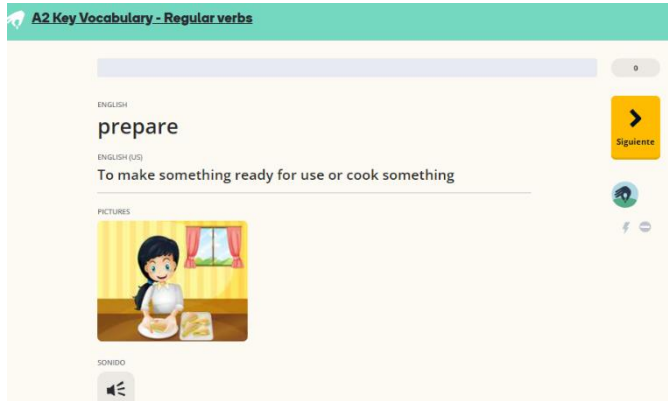 A2 Key Vocabulary - Regular verbs
0
ENGLISH
prepare
ENGLISH (US)
To make something ready for use or cook something
Siguiente
PICTURES
SONIDO